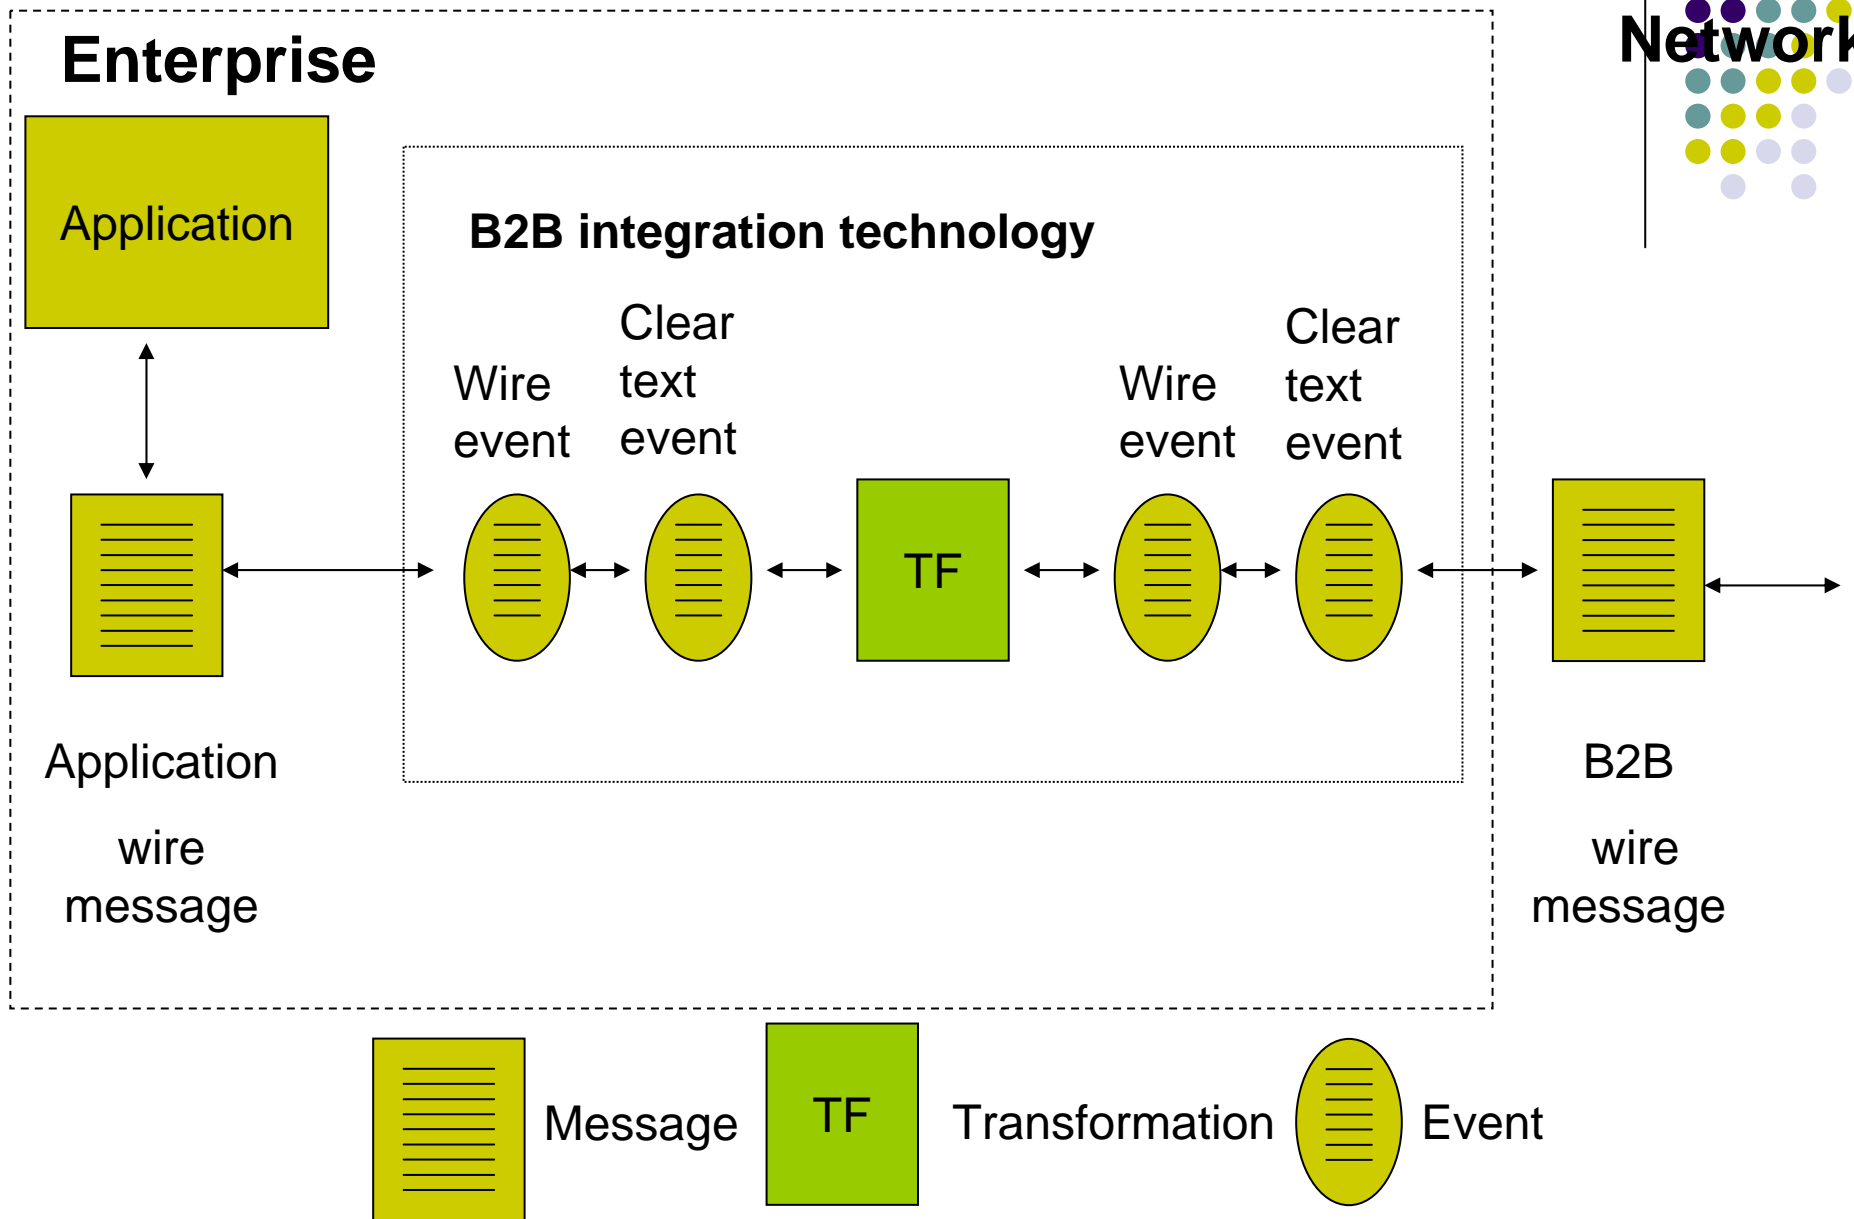 Enterprise
Network
Application
B2B integration technology
Wire
event
Clear
text
event
Wire
event
Clear
text
event
TF
Application
wire
message
B2B
wire
message
Message
TF
Transformation
Event